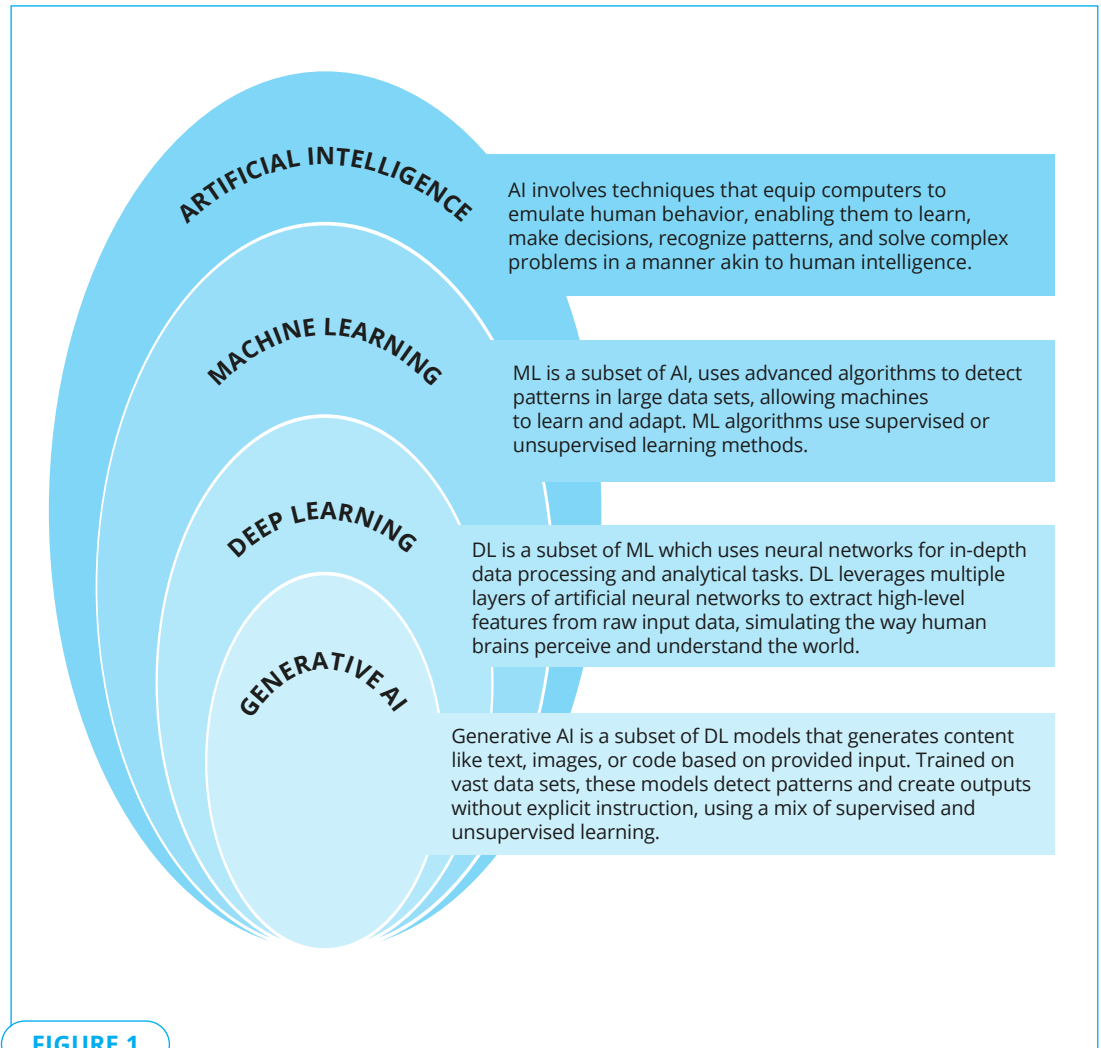 ARTIFICIAL INTELLIGENCE
AI involves techniques that equip computers to
emulate human behavior, enabling them to learn,
make decisions, recognize patterns, and solve complex
problems in a manner akin to human intelligence.
MACHINE LEARNING
ML is a subset of AI, uses advanced algorithms to detect
patterns in large data sets, allowing machines
to learn and adapt. ML algorithms use supervised or
unsupervised learning methods.
DEEP LEARNING
DL is a subset of ML which uses neural networks for in-depth
data processing and analytical tasks. DL leverages multiple
layers of artificial neural networks to extract high-level
features from raw input data, simulating the way human
brains perceive and understand the world.
GENERATIVE AI
Generative AI is a subset of DL models that generates content
like text, images, or code based on provided input. Trained on
vast data sets, these models detect patterns and create outputs
without explicit instruction, using a mix of supervised and
unsupervised learning.
FIGURE 1